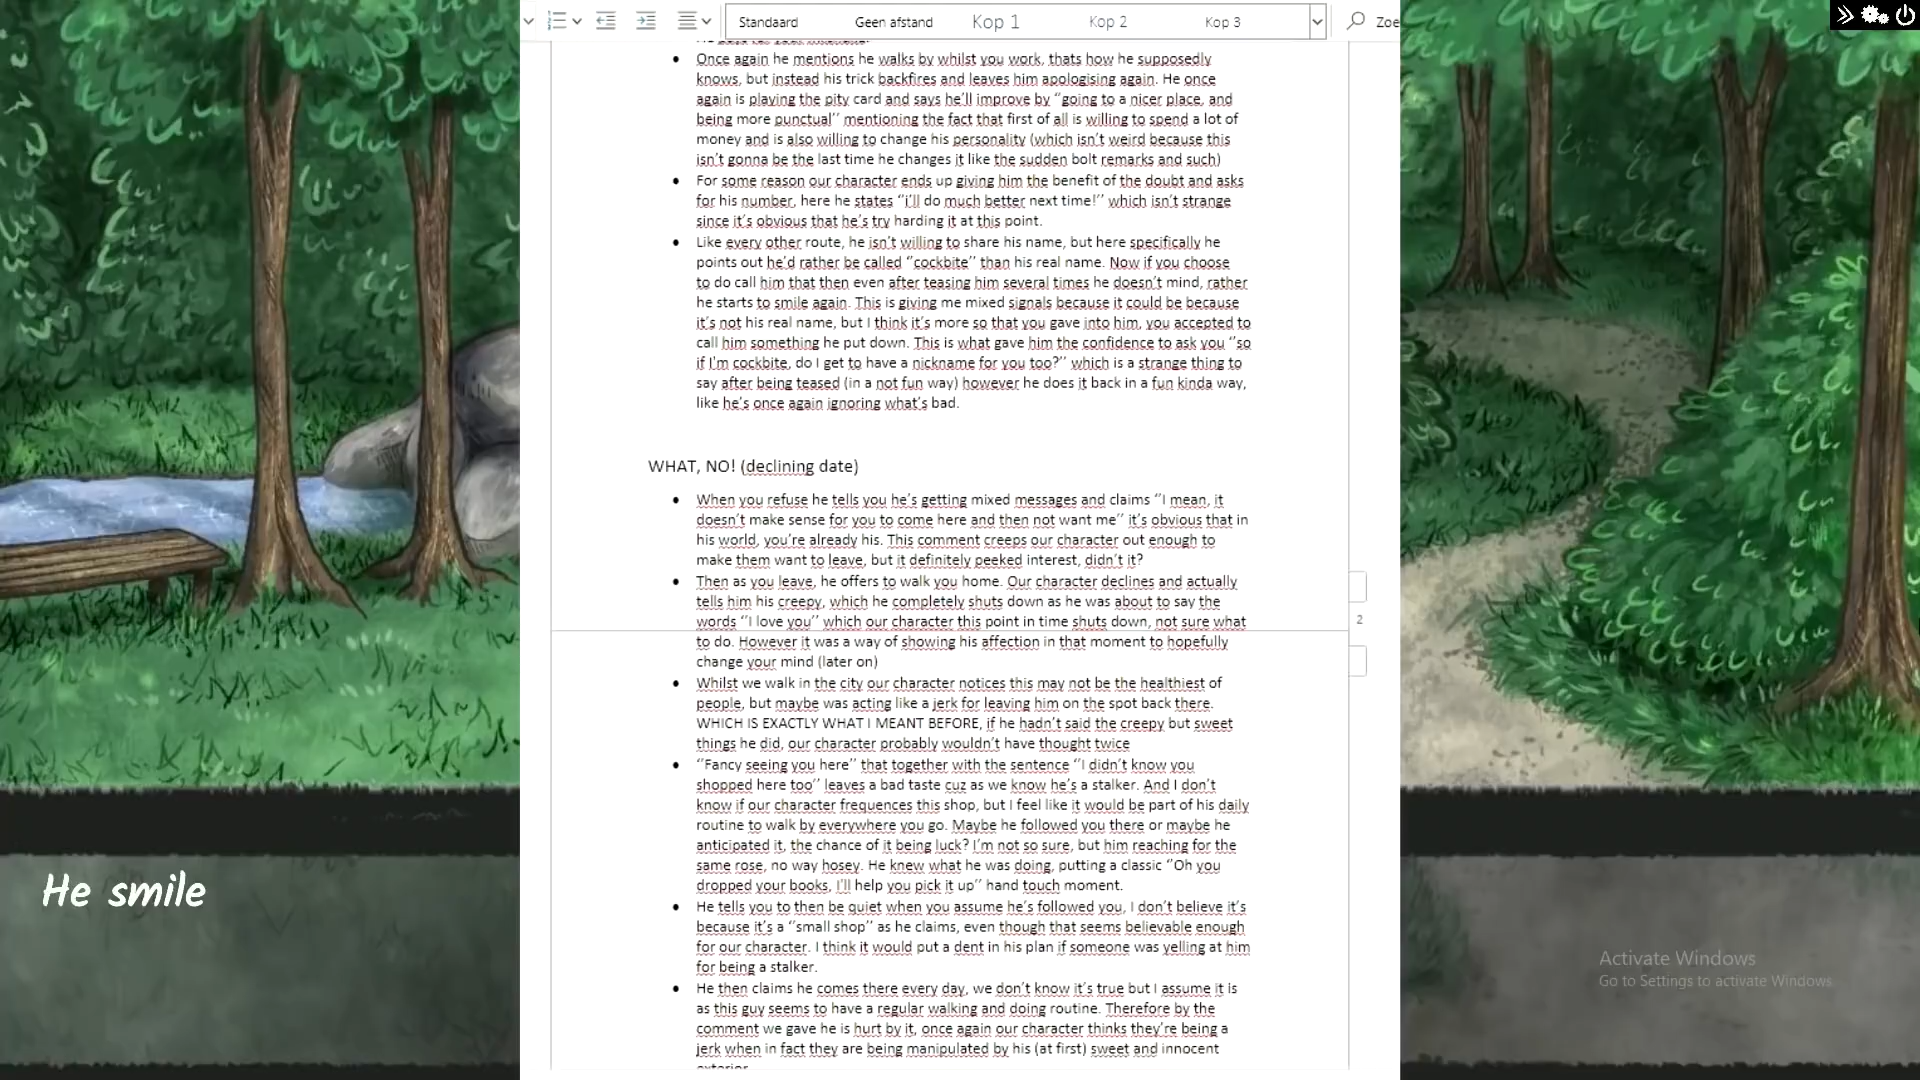 Standaard Geen afstand Kop 1 Kop 2 Kop 3 Zoe
Once again he mentions he walks by whilst you work, thats how he supposedly
knows, but instead his trick backfires and leaves him apologising again. He once
again is playing the pity card and says he'll improve by ‘’going to a nicer place, and
being more punctual’’ mentioning the fact that first of all is willing to spend a lot of
money and is also willing to change his personality (which isn't weird because this
isn't gonna be the last time he changes it like the sudden bolt remarks and such)
For some reason our character ends up giving him the benefit of the doubt and asks
for his number, here he states ‘’i'll do much better next time!’’ which isn't strange
since it's obvious that he's try harding it at this point.
Like every other route, he isn't willing to share his name, but here specifically he
points out he'd rather be called ‘’cockbite’’ than his real name. Now if you choose
to do call him that then even after teasing him several times he doesn't mind, rather
he starts to smile again. This is giving me mixed signals because it could be because
it's not his real name, but I think it's more so that you gave into him, you accepted to
call him something he put down. This is what gave him the confidence to ask you ‘’so
if I'm cockbite, do I get to have a nickname for you too?’’ which is a strange thing to
say after being teased (in a not fun way) however he does it back in a fun kinda way,
like he's once again ignoring what's bad.
WHAT, NO! (declining date)
When you refuse he tells you he's getting mixed messages and claims ‘’I mean, it
doesn't make sense for you to come here and then not want me’’ it's obvious that in
his world, you're already his. This comment creeps our character out enough to
make them want to leave, but it definitely peeked interest, didn't it?
Then as you leave, he offers to walk you home. Our character declines and actually
tells him his creepy, which he completely shuts down as he was about to say the
words ‘’I love you’’ which our character this point in time shuts down, not sure what
2
to do. However it was a way of showing his affection in that moment to hopefully
change your mind (later on)
Whilst we walk in the city our character notices this may not be the healthiest of
people, but maybe was acting like a jerk for leaving him on the spot back there.
WHICH IS EXACTLY WHAT I MEANT BEFORE, if he hadn't said the creepy but sweet
things he did, our character probably wouldn't have thought twice
‘’Fancy seeing you here’’ that together with the sentence ‘’I didn't know you
shopped here too’’ leaves a bad taste cuz as we know he's a stalker. And I don't
know if our character frequences this shop, but I feel like it would be part of his daily
routine to walk by everywhere you go. Maybe he followed you there or maybe he
anticipated it, the chance of it being luck? I'm not so sure, but him reaching for the
same rose, no way hosey. He knew what he was doing, putting a classic ‘’Oh you
dropped your books, I'll help you pick it up’’ hand touch moment.
He tells you to then be quiet when you assume he's followed you, I don't believe it's
because it's a ‘’small shop’’ as he claims, even though that seems believable enough
for our character. I think it would put a dent in his plan if someone was yelling at him
for being a stalker.
He then claims he comes there every day, we don't know it's true but I assume it is
as this guy seems to have a regular walking and doing routine. Therefore by the
comment we gave he is hurt by it, once again our character thinks they're being a
jerk when in fact they are being manipulated by his (at first) sweet and innocent
He smile
Activate Windows
Go to Settings to activate Windows.